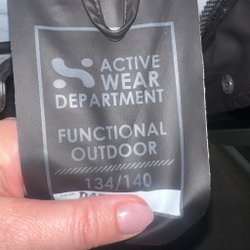 ACTIVE
WEAR
DEPARTMENT
FUNCTIONAL
OUTDOOR
134/140